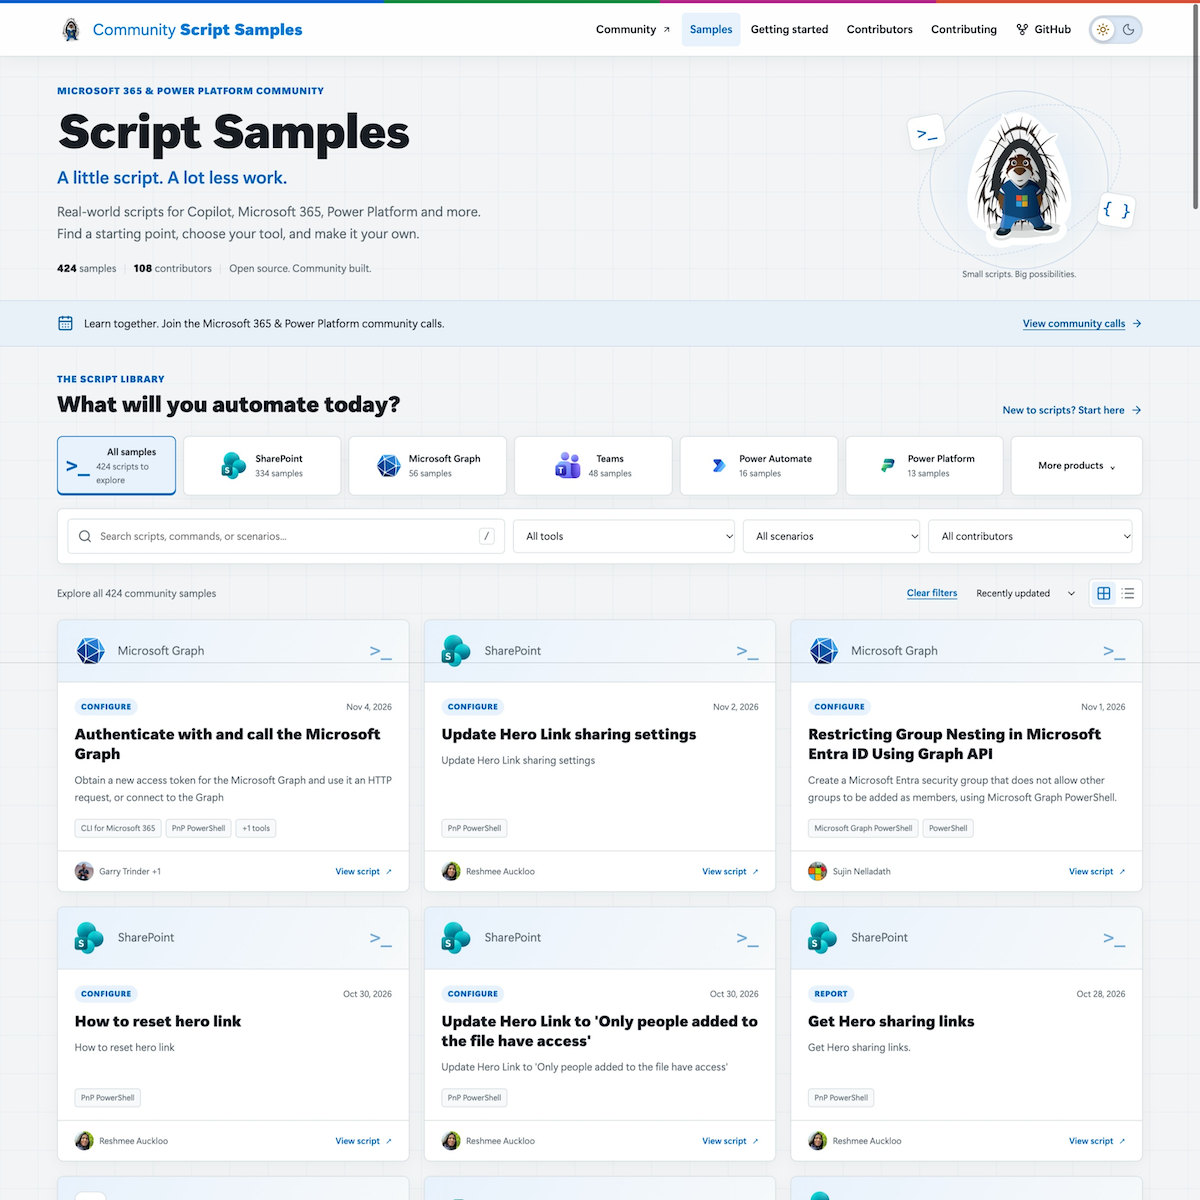 Community Script Samples
Community ↗ Samples Getting started Contributors Contributing GitHub
MICROSOFT 365 & POWER PLATFORM COMMUNITY
Script Samples
A little script. A lot less work.
Real-world scripts for Copilot, Microsoft 365, Power Platform and more.
Find a starting point, choose your tool, and make it your own.
424 samples 108 contributors Open source. Community built.
>_
{ }
Small scripts. Big possibilities.
Learn together. Join the Microsoft 365 & Power Platform community calls.
View community calls →
THE SCRIPT LIBRARY
What will you automate today?
New to scripts? Start here →
>_
All samples
424 scripts to
explore
SharePoint
334 samples
Microsoft Graph
56 samples
Teams
48 samples
Power Automate
16 samples
Power Platform
13 samples
More products
Search scripts, commands, or scenarios...
/
All tools
All scenarios
All contributors
Explore all 424 community samples
Clear filters
Recently updated
Microsoft Graph >_
CONFIGURE Nov 4, 2026
Authenticate with and call the Microsoft
Graph
Obtain a new access token for the Microsoft Graph and use it an HTTP
request, or connect to the Graph
CLI for Microsoft 365 PnP PowerShell +1 tools
Garry Trinder +1 View script ↗
SharePoint >_
CONFIGURE Nov 2, 2026
Update Hero Link sharing settings
Update Hero Link sharing settings
PnP PowerShell
Reshmee Auckloo View script ↗
Microsoft Graph >_
CONFIGURE Nov 1, 2026
Restricting Group Nesting in Microsoft
Entra ID Using Graph API
Create a Microsoft Entra security group that does not allow other
groups to be added as members, using Microsoft Graph PowerShell.
Microsoft Graph PowerShell PowerShell
Sujin Nelladath View script ↗
SharePoint >_
CONFIGURE Oct 30, 2026
How to reset hero link
How to reset hero link
PnP PowerShell
Reshmee Auckloo View script ↗
SharePoint >_
CONFIGURE Oct 30, 2026
Update Hero Link to 'Only people added to
the file have access'
Update Hero Link to 'Only people added to the file have access'
PnP PowerShell
Reshmee Auckloo View script ↗
SharePoint >_
REPORT Oct 28, 2026
Get Hero sharing links
Get Hero sharing links.
PnP PowerShell
Reshmee Auckloo View script ↗